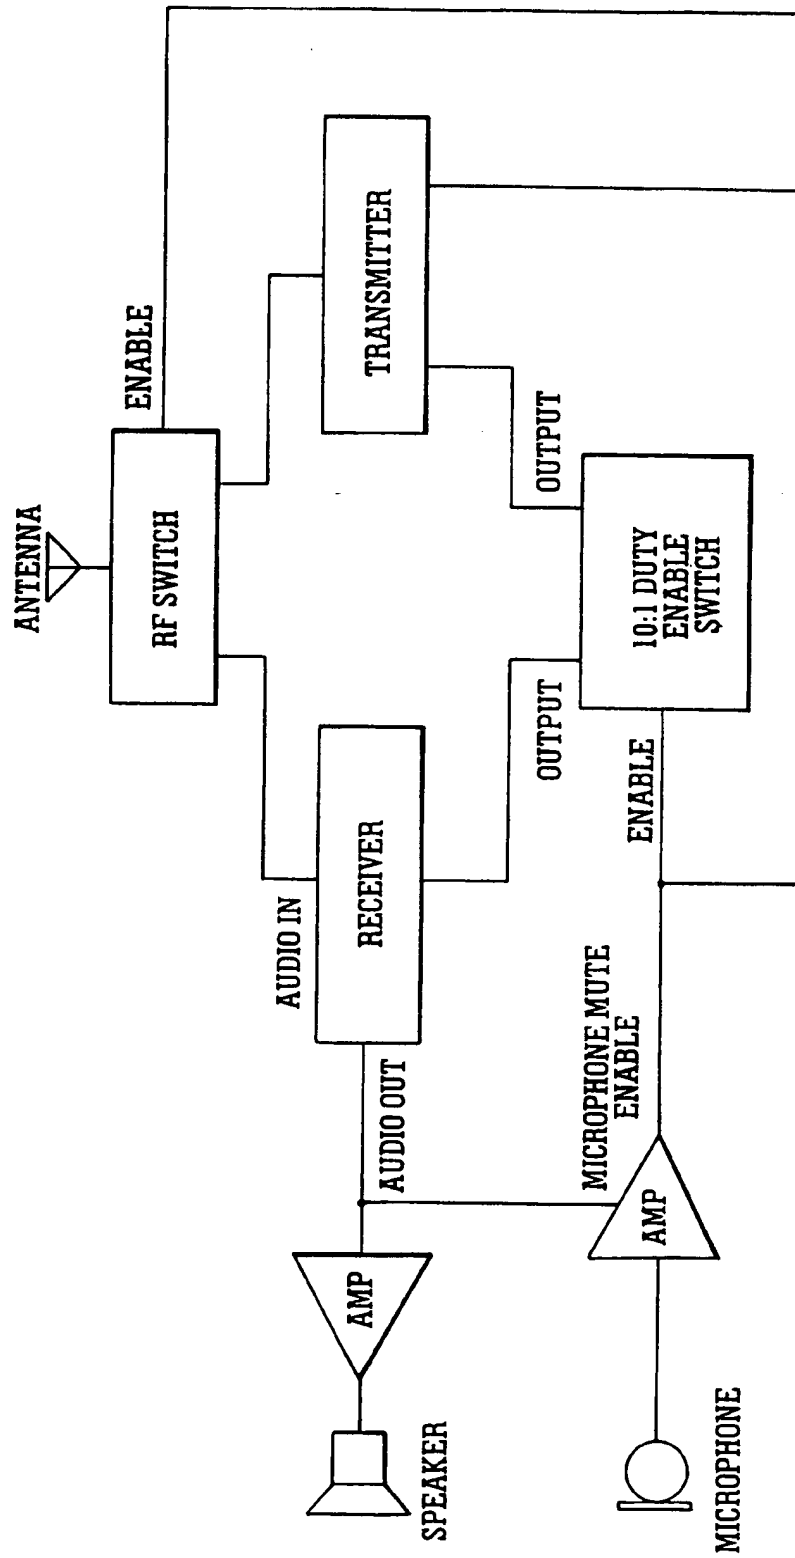 ANTENNA
RF SWITCH
ENABLE
TRANSMITTER
AUDIO IN
RECEIVER
AUDIO OUT
AMP
SPEAKER
OUTPUT
OUTPUT
10:1 DUTY
ENABLE
SWITCH
ENABLE
MICROPHONE MUTE
ENABLE
AMP
MICROPHONE